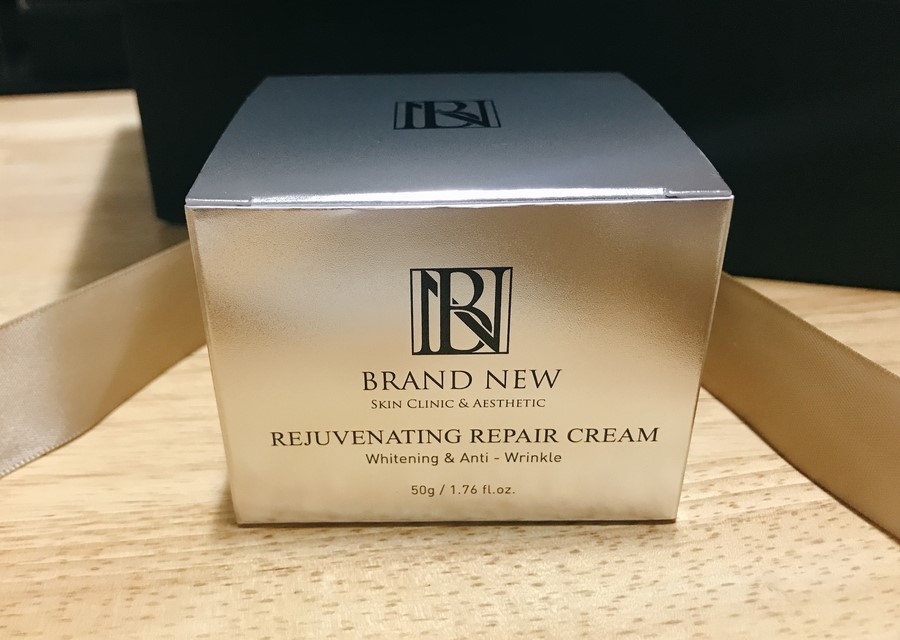 BN
BN
BRAND NEW
SKIN CLINIC & AESTHETIC
REJUVENATING REPAIR CREAM
Whitening & Anti - Wrinkle
50g / 1.76 fl.oz.